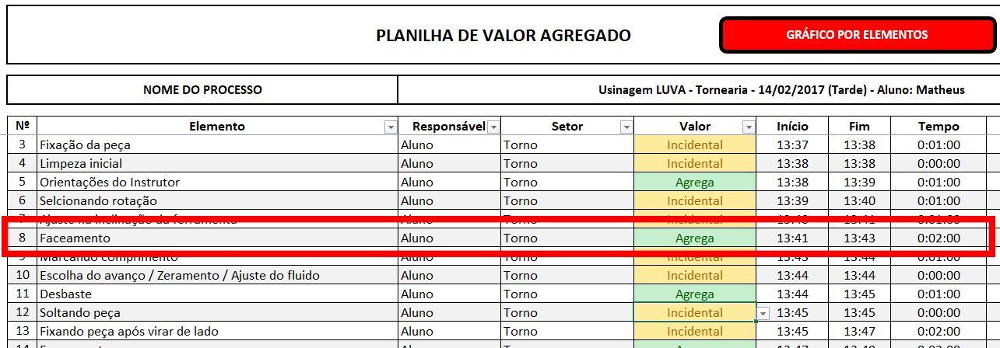 PLANILHA DE VALOR AGREGADO
GRÁFICO POR ELEMENTOS
NOME DO PROCESSO Usinagem LUVA - Tornearia - 14/02/2017 (Tarde) - Aluno: Matheus
Nº Elemento Responsável Setor Valor Início Fim Tempo
3 Fixação da peça Aluno Torno Incidental 13:37 13:38 0:01:00
4 Limpeza inicial Aluno Torno Incidental 13:38 13:38 0:00:00
5 Orientações do Instrutor Aluno Torno Agrega 13:38 13:39 0:01:00
6 Selcionando rotação Aluno Torno Incidental 13:39 13:40 0:01:00
7 Ajuste na inclinação da ferramenta Aluno Torno Incidental 13:40 13:41 0:01:00
8 Faceamento Aluno Torno Agrega 13:41 13:43 0:02:00
9 Marcando comprimento Aluno Torno Incidental 13:43 13:44 0:01:00
10 Escolha do avanço / Zeramento / Ajuste do fluido Aluno Torno Incidental 13:44 13:44 0:00:00
11 Desbaste Aluno Torno Agrega 13:44 13:45 0:01:00
12 Soltando peça Aluno Torno Incidental 13:45 13:45 0:00:00
13 Fixando peça após virar de lado Aluno Torno Incidental 13:45 13:47 0:02:00